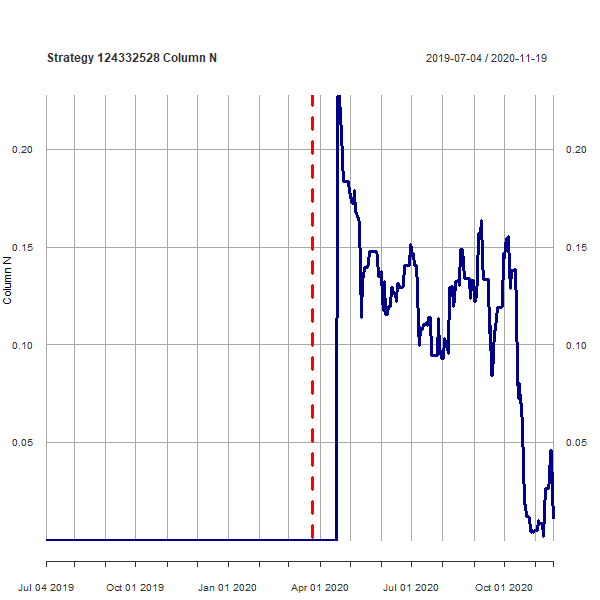 Strategy 124332528 Column N
2019-07-04 / 2020-11-19
0.20 0.20
0.15 0.15
Column N
0.10 0.10
0.05 0.05
Jul 04 2019 Oct 01 2019 Jan 01 2020 Apr 01 2020 Jul 01 2020 Oct 01 2020